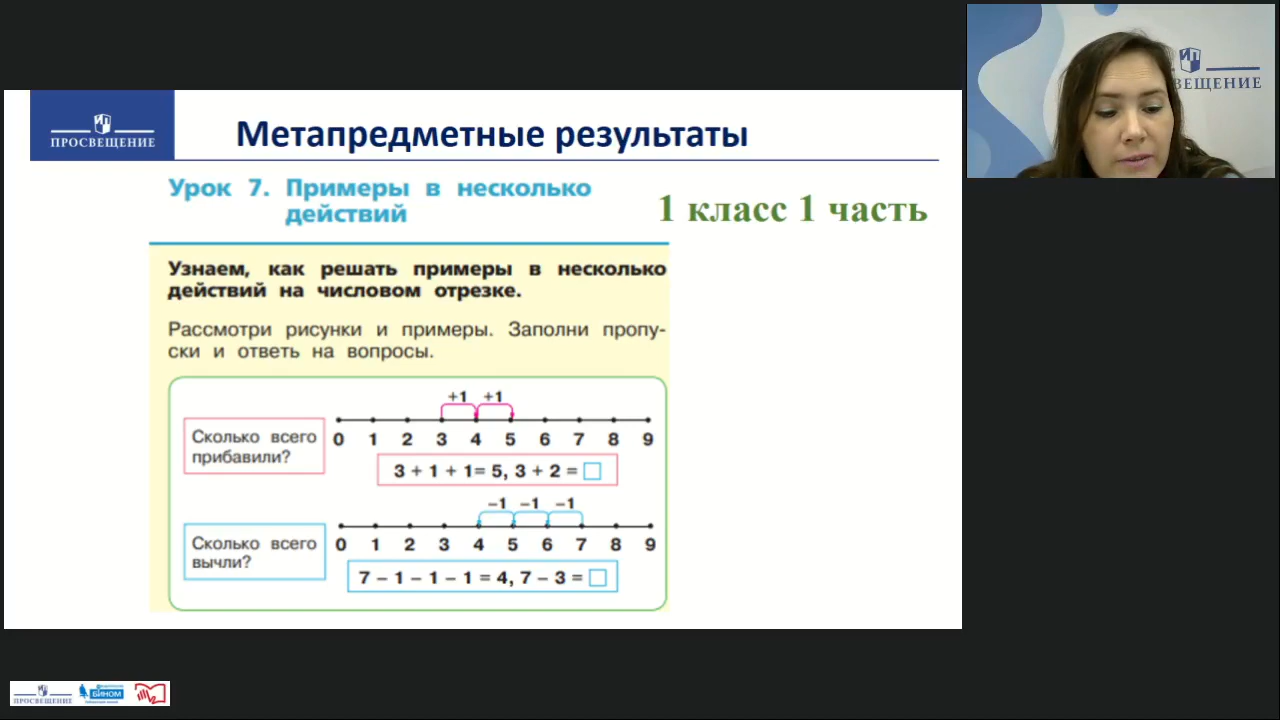 ПРОСВЕЩЕНИЕ
Метапредметные результаты
Урок 7. Примеры в несколько
действий
1 класс 1 часть
Узнаем, как решать примеры в несколько
действий на числовом отрезке.
Рассмотри рисунки и примеры. Заполни пропу-
ски и ответь на вопросы.
+1 +1
Сколько всего
прибавили?
0 1 2 3 4 5 6 7 8 9
3 + 1 + 1= 5, 3 + 2 = □
−1 −1 −1
Сколько всего
вычли?
0 1 2 3 4 5 6 7 8 9
7 − 1 − 1 − 1 = 4, 7 − 3 = □
ВЕЩЕНИЕ
ПРОСВЕЩЕНИЕ
БИНОМ